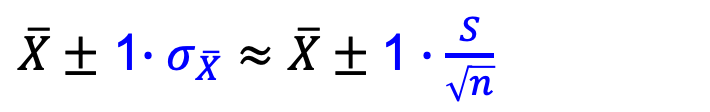 X̄ ± 1· σ_X̄ ≈ X̄ ± 1 · S/√n